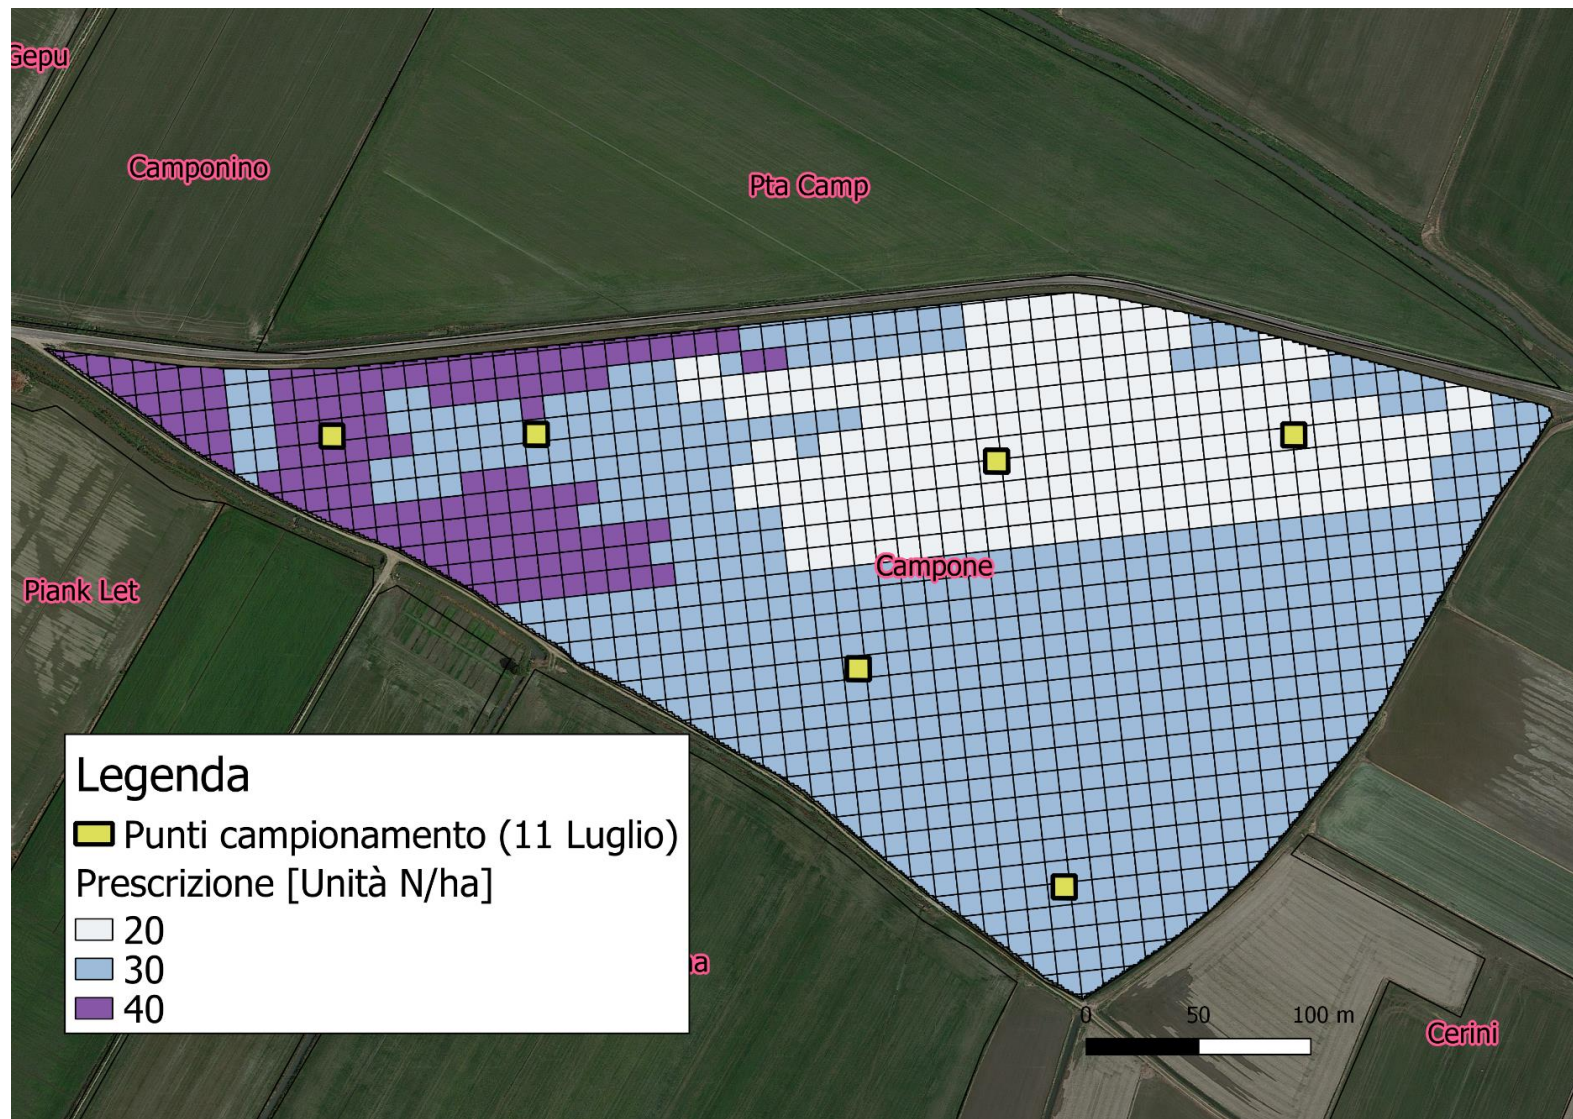 Gepu
Camponino
Pta Camp
Piank Let
Campone
Legenda
Punti campionamento (11 Luglio)
Prescrizione [Unità N/ha]
20
30
40
na
0 50 100 m
Cerini